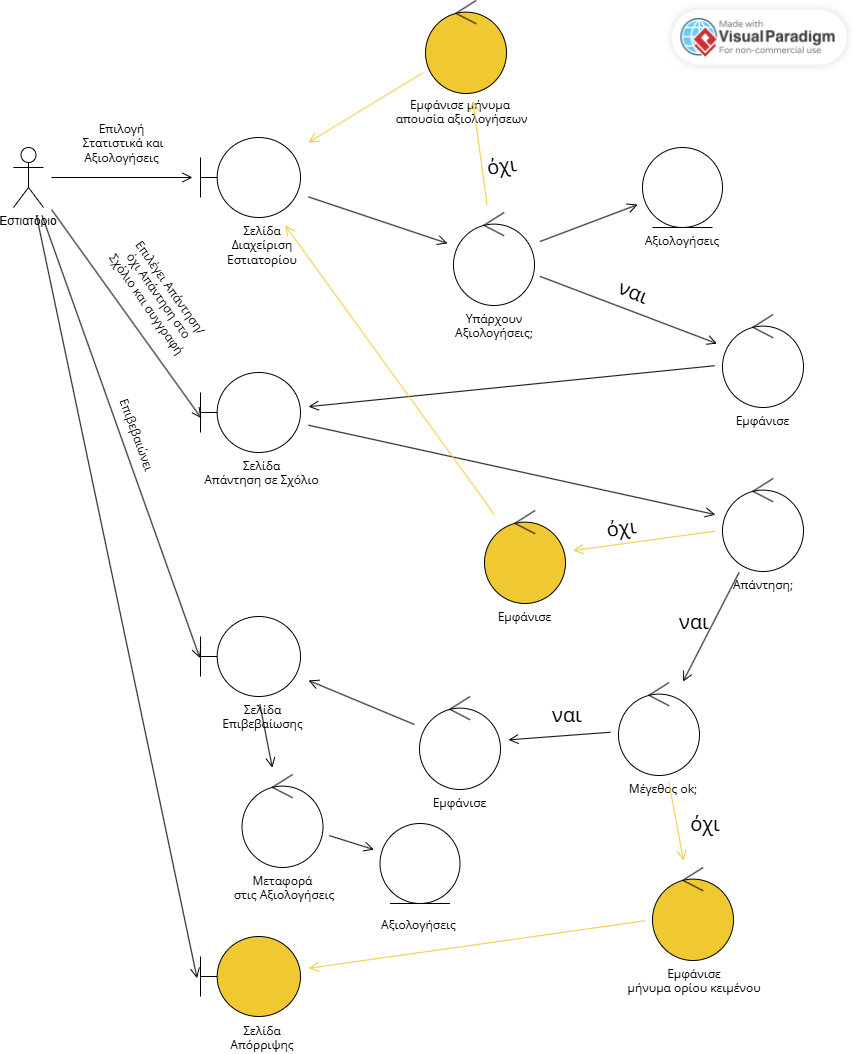 Made with
VisualParadigm
For non-commercial use
Εμφάνισε μήνυμα
απουσία αξιολογήσεων
Επιλογή
Στατιστικά και
Αξιολογήσεις
όχι
Εστιατόριο
Σελίδα
Διαχείριση
Εστιατορίου
Αξιολογήσεις
Επιλέγει Απάντηση/
όχι Απάντηση στο
Σχόλιο και συγγραφή
ναι
Υπάρχουν
Αξιολογήσεις;
Εμφάνισε
Επιβεβαιώνει
Σελίδα
Απάντηση σε Σχόλιο
όχι
Απάντηση;
Εμφάνισε
ναι
Σελίδα
Επιβεβαίωσης
ναι
Εμφάνισε
Μέγεθος ok;
όχι
Μεταφορά
στις Αξιολογήσεις
Αξιολογήσεις
Εμφάνισε
μήνυμα ορίου κειμένου
Σελίδα
Απόρριψης